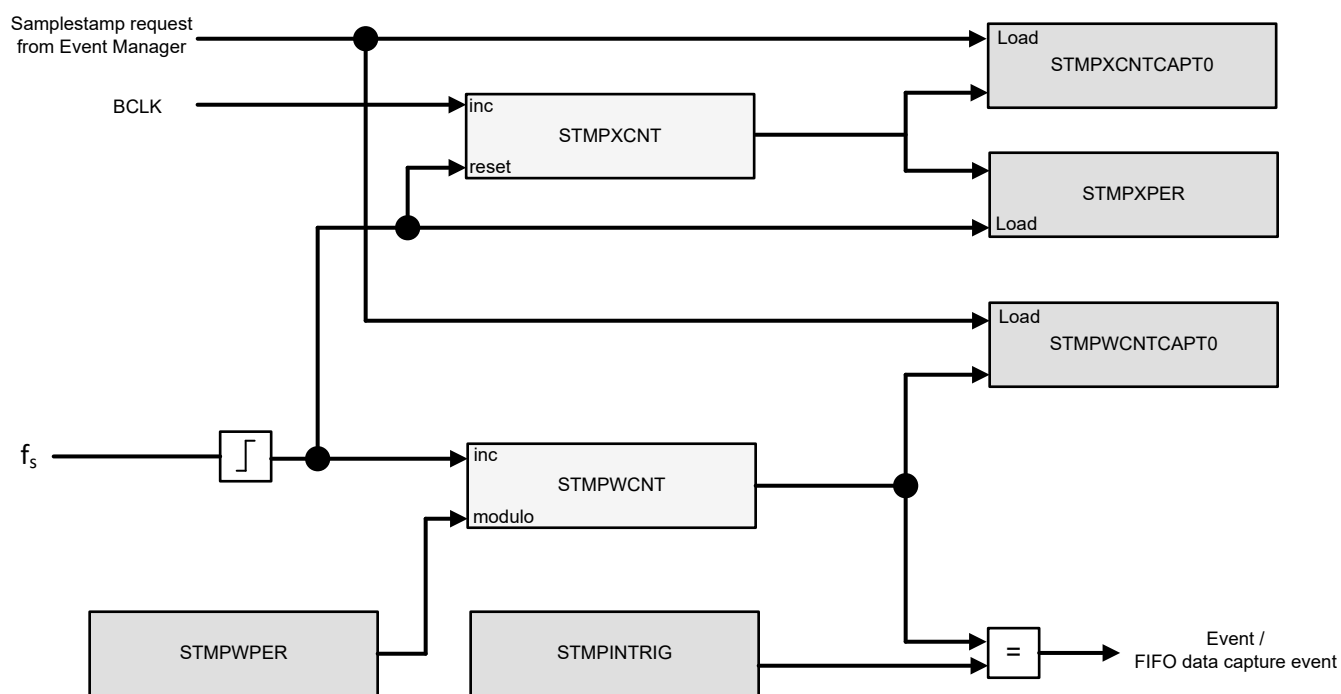 Samplestamp request
from Event Manager
Load
STMPXCNTCAPT0
BCLK
inc
STMPXCNT
reset
STMPXPER
Load
Load
STMPWCNTCAPT0
fs
inc
STMPWCNT
modulo
STMPWPER
STMPINTRIG
=
Event /
FIFO data capture event